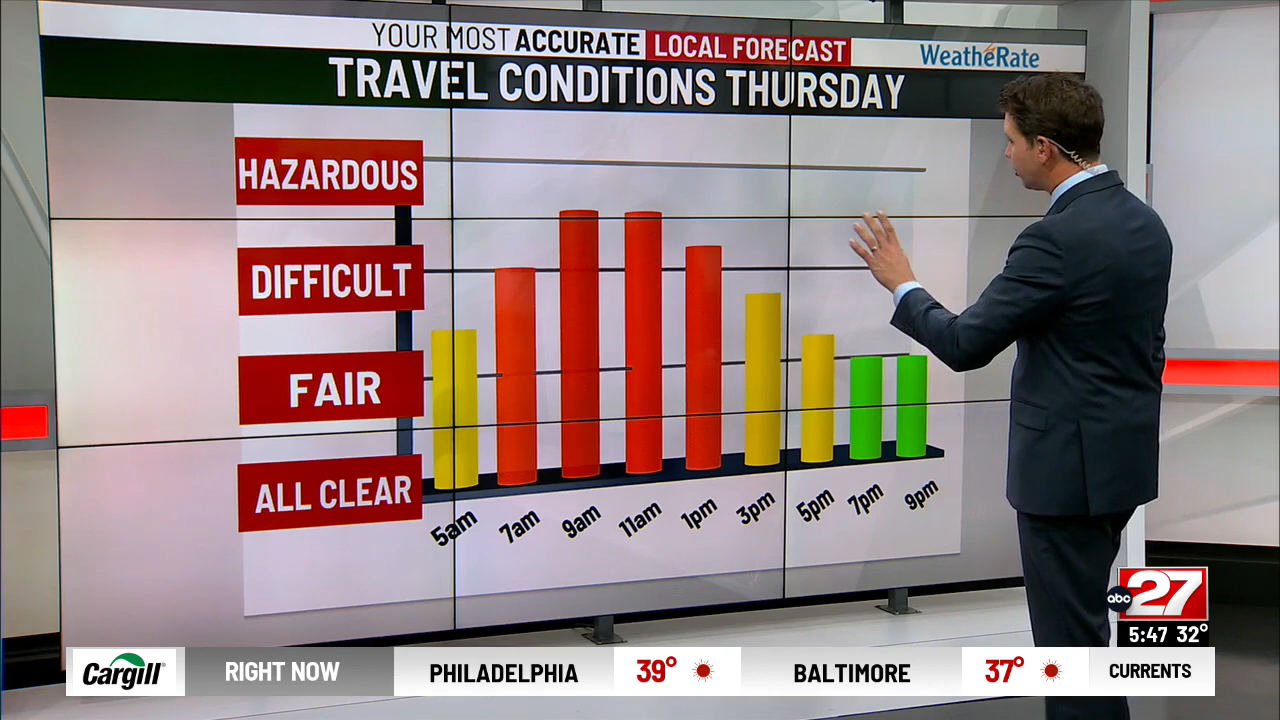 YOUR MOST ACCURATE LOCAL FORECAST
WeatheRate
TRAVEL CONDITIONS THURSDAY
HAZARDOUS
DIFFICULT
FAIR
ALL CLEAR
5am 7am 9am 11am 1pm 3pm 5pm 7pm 9pm
abc 27
5:47 32°
Cargill RIGHT NOW PHILADELPHIA 39° BALTIMORE 37° CURRENTS